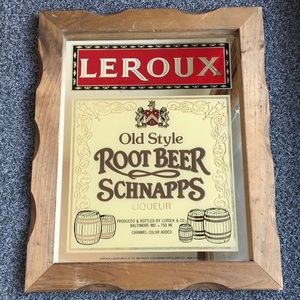 LEROUX
Old Style
ROOT BEER
SCHNAPPS
LIQUEUR
PRODUCED & BOTTLED BY LEROUX & CO.
BALTIMORE MD. • 750 ML
CARAMEL COLOR ADDED